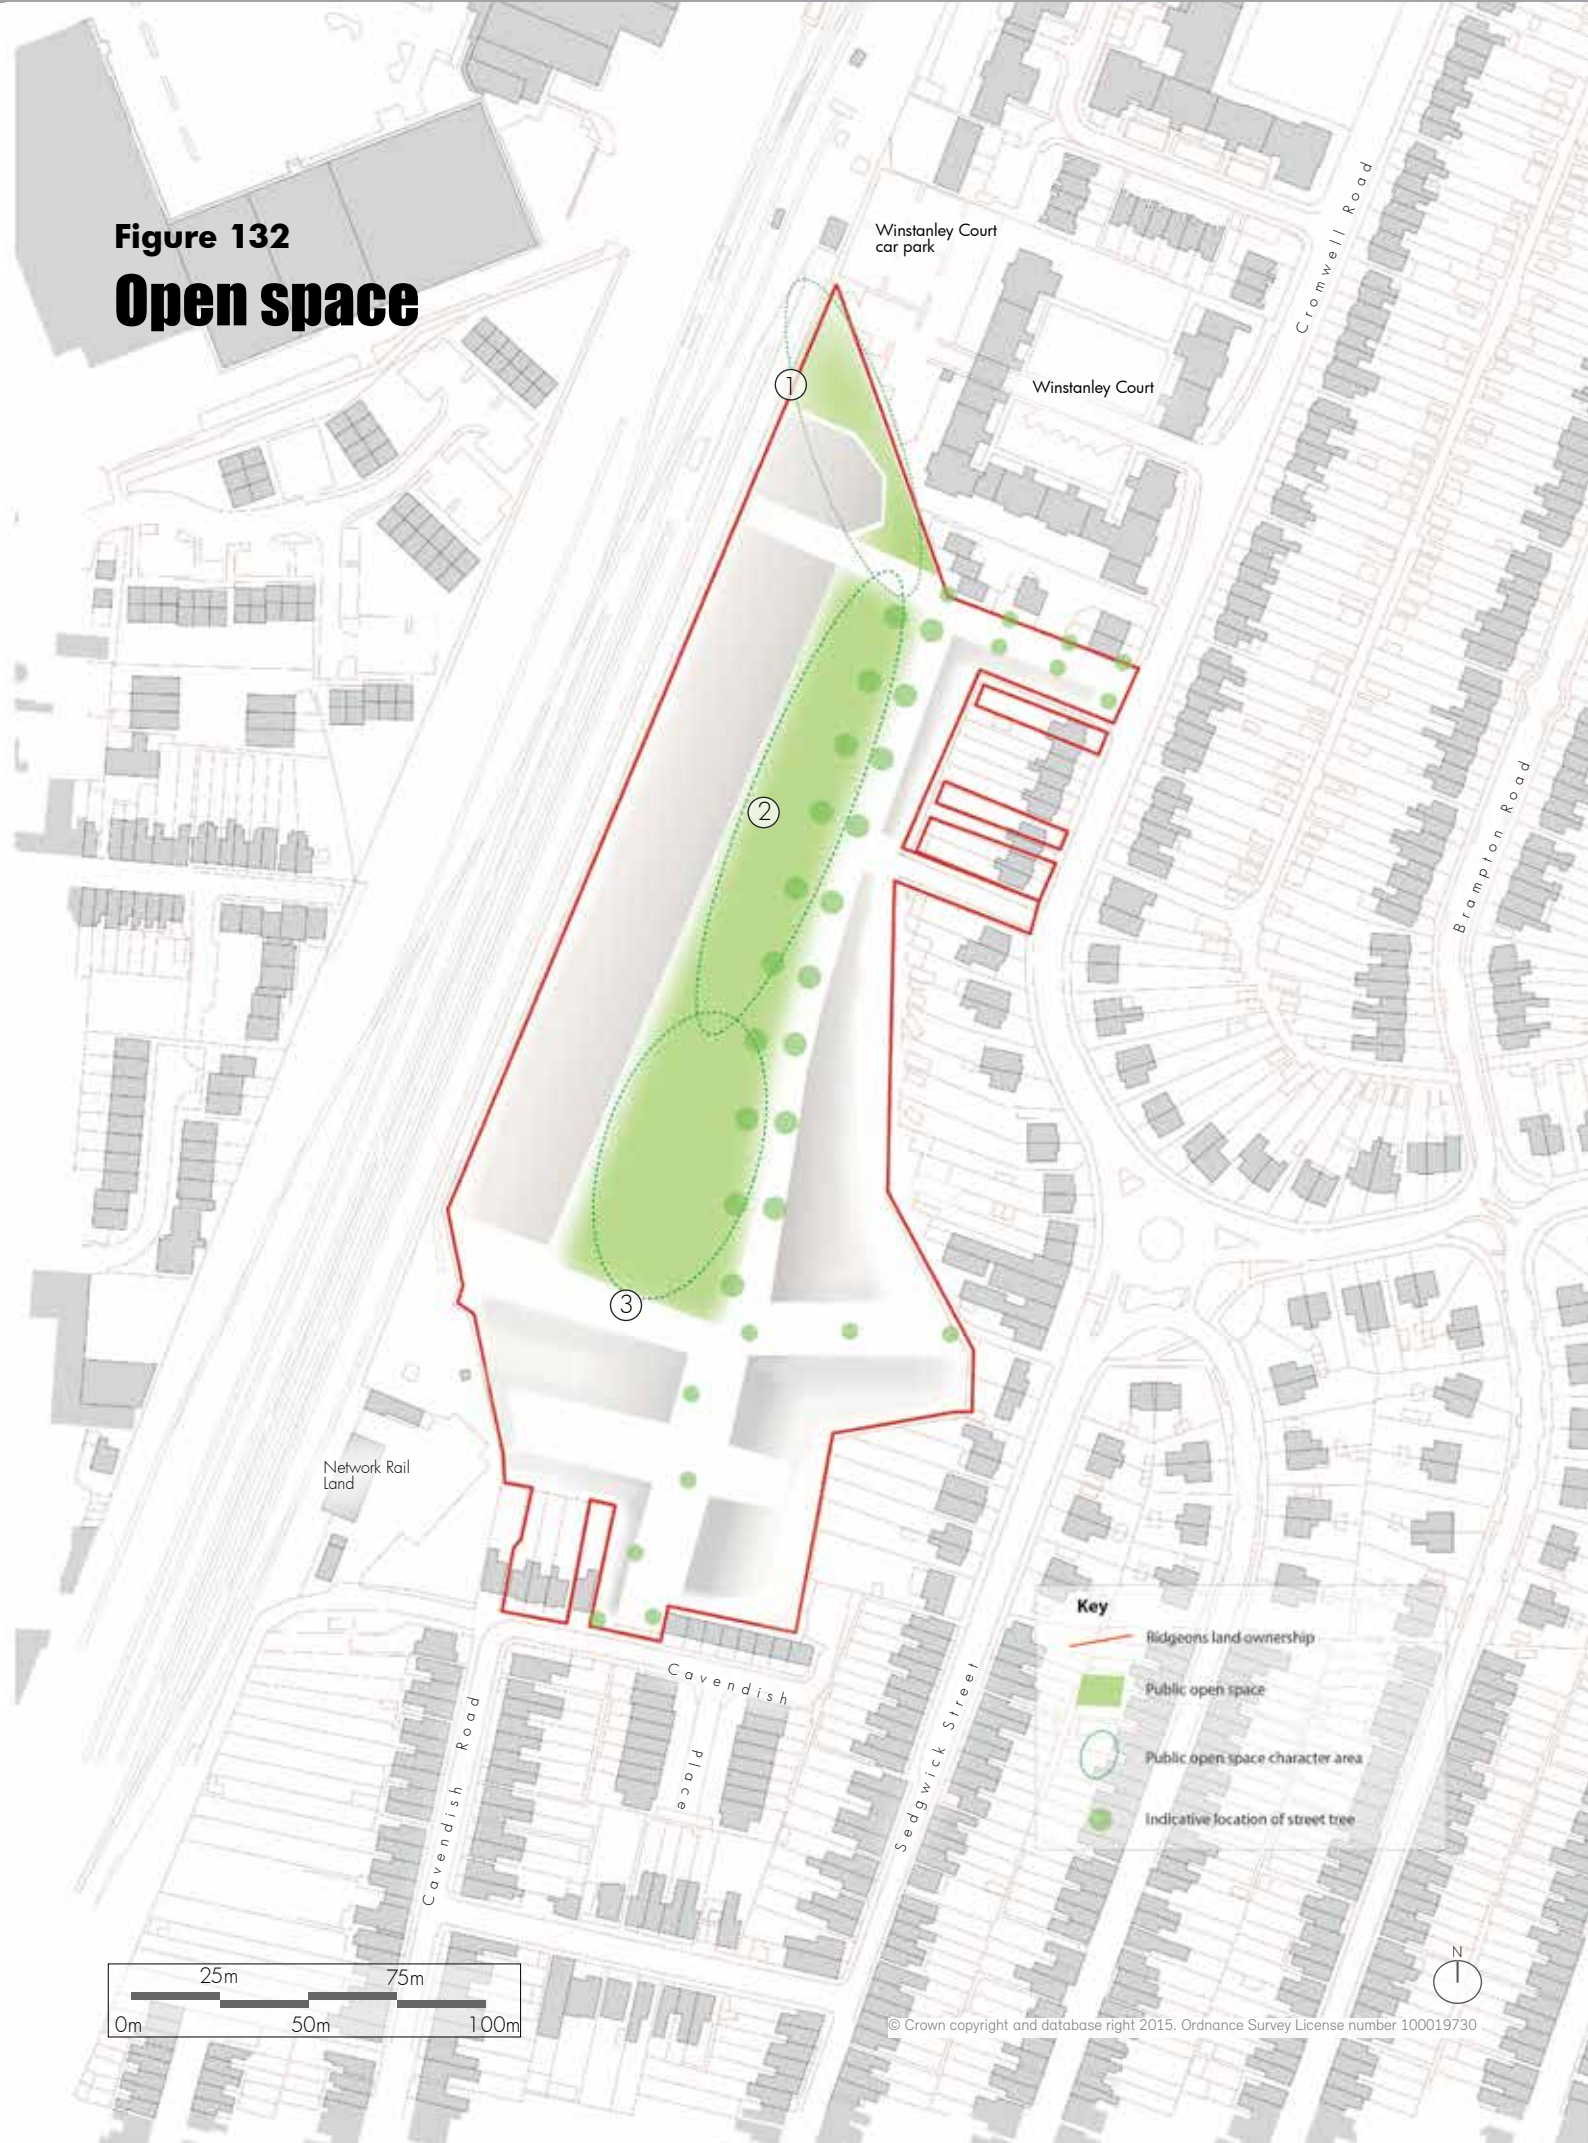 Figure 132
Open space
Winstanley Court
car park
Cromwell Road
1
Winstanley Court
Brampton Road
2
3
Network Rail
Land
Key
Ridgeons land ownership
Public open space
Public open space character area
Indicative location of street tree
Cavendish
place
Cavendish Road
Sedgwick Street
25m
75m
0m
50m
100m
N
© Crown copyright and database right 2015. Ordnance Survey License number 100019730